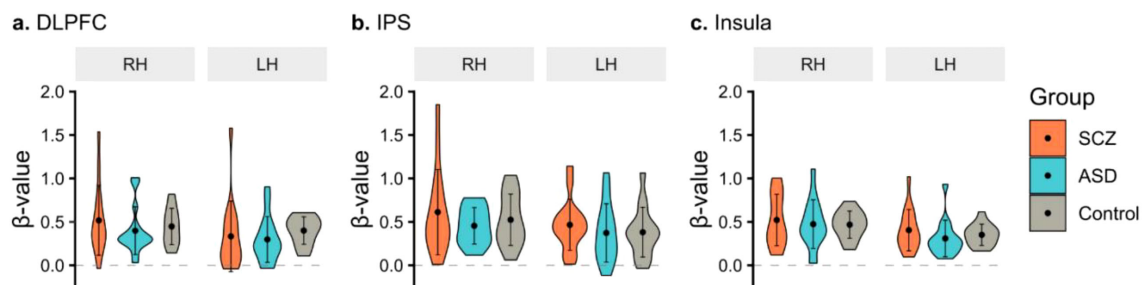 a. DLPFC
b. IPS
c. Insula
RH LH
RH LH
RH LH
β-value
2.0
1.5
1.0
0.5
0.0
β-value
2.0
1.5
1.0
0.5
0.0
β-value
2.0
1.5
1.0
0.5
0.0
Group
SCZ
ASD
Control